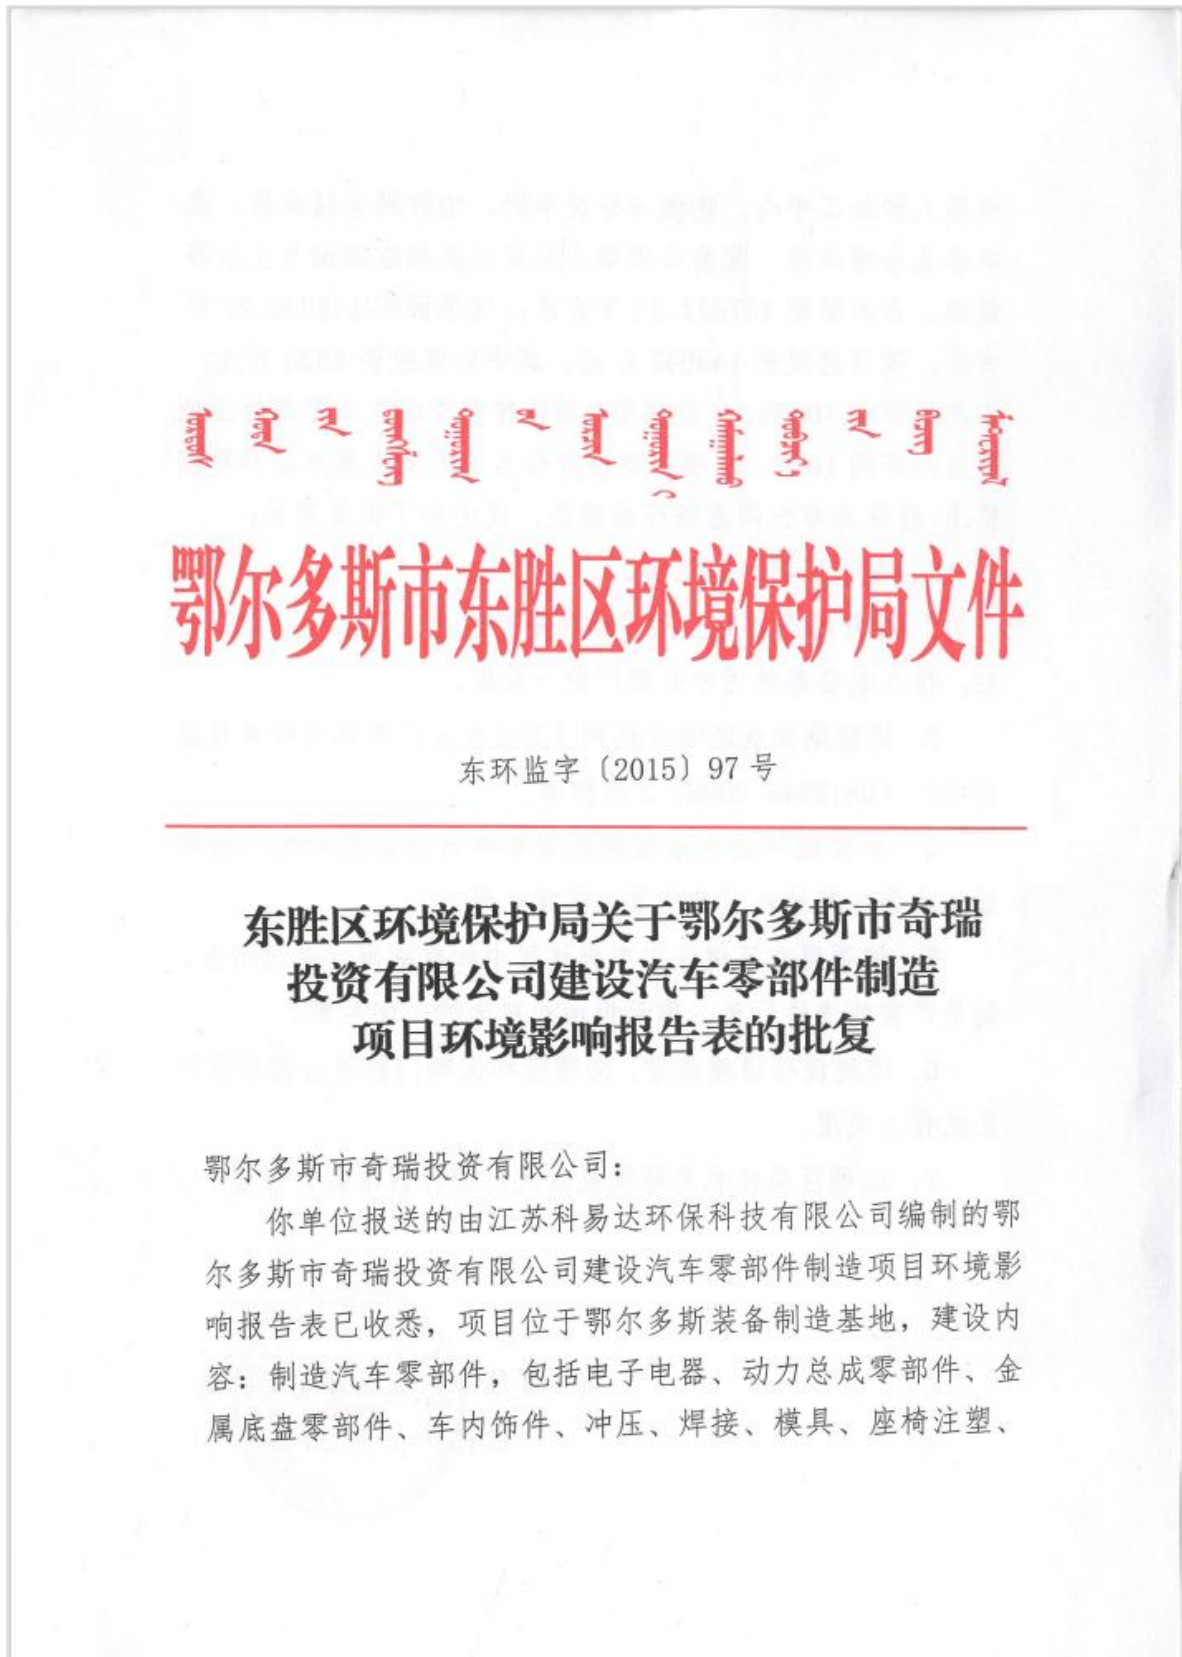 鄂尔多斯市东胜区环境保护局文件
东环监字〔2015〕97号
东胜区环境保护局关于鄂尔多斯市奇瑞
投资有限公司建设汽车零部件制造
项目环境影响报告表的批复
鄂尔多斯市奇瑞投资有限公司：
你单位报送的由江苏科易达环保科技有限公司编制的鄂
尔多斯市奇瑞投资有限公司建设汽车零部件制造项目环境影
响报告表已收悉，项目位于鄂尔多斯装备制造基地，建设内
容：制造汽车零部件，包括电子电器、动力总成零部件、金
属底盘零部件、车内饰件、冲压、焊接、模具、座椅注塑、